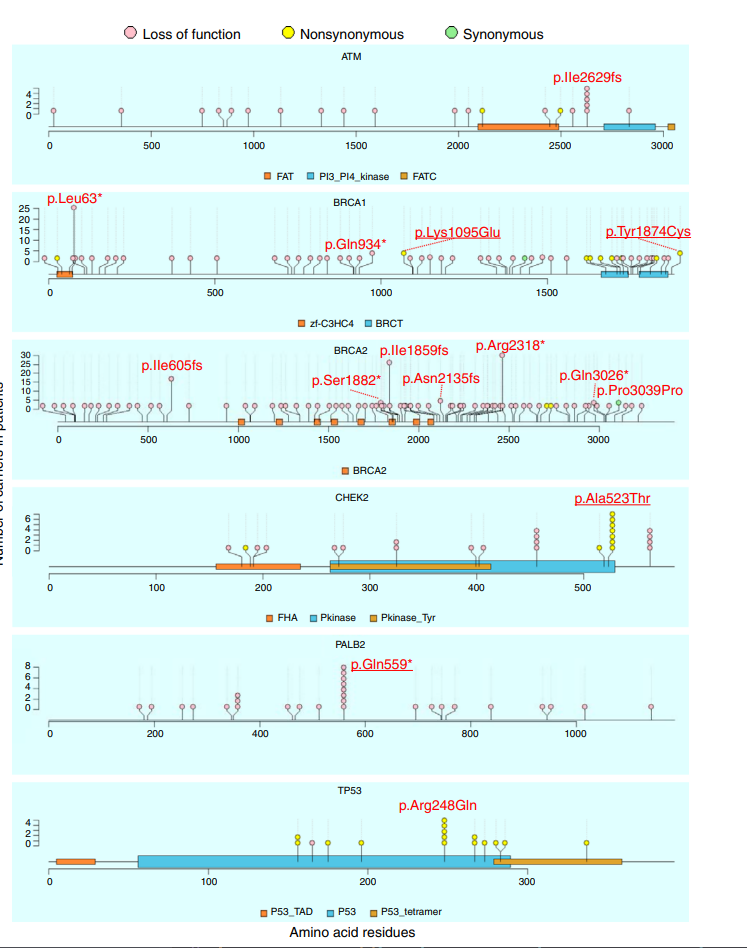 Loss of function Nonsynonymous Synonymous
ATM
p.Ile2629fs
4
2
0
0 500 1000 1500 2000 2500 3000
FAT PI3_PI4_kinase FATC
BRCA1
p.Leu63*
p.Gln934* p.Lys1095Glu p.Tyr1874Cys
25
20
15
10
5
0
0 500 1000 1500
zf-C3HC4 BRCT
BRCA2
p.Ile605fs p.Ser1882* p.Ile1859fs p.Asn2135fs p.Arg2318* p.Gln3026* p.Pro3039Pro
30
25
20
15
10
5
0
0 500 1000 1500 2000 2500 3000
BRCA2
CHEK2
p.Ala523Thr
6
4
2
0
0 100 200 300 400 500
FHA Pkinase Pkinase_Tyr
PALB2
p.Gln559*
8
6
4
2
0
0 200 400 600 800 1000
TP53
p.Arg248Gln
4
2
0
0 100 200 300
P53_TAD P53 P53_tetramer
Amino acid residues